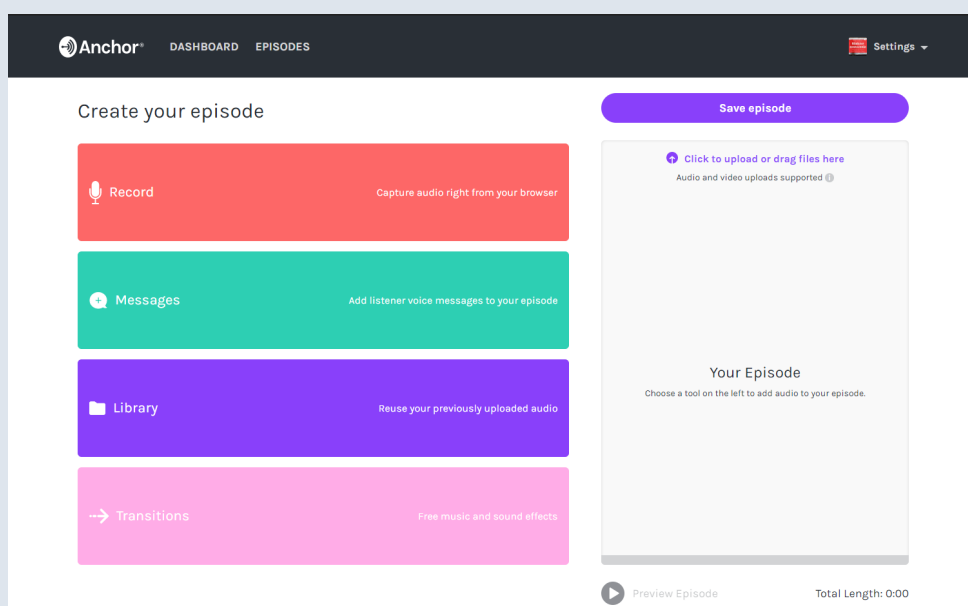 Anchor® DASHBOARD EPISODES Settings
Create your episode
Save episode
Record Capture audio right from your browser
Messages Add listener voice messages to your episode
Library Reuse your previously uploaded audio
Transitions Free music and sound effects
Click to upload or drag files here
Audio and video uploads supported
Your Episode
Choose a tool on the left to add audio to your episode.
Preview Episode Total Length: 0:00